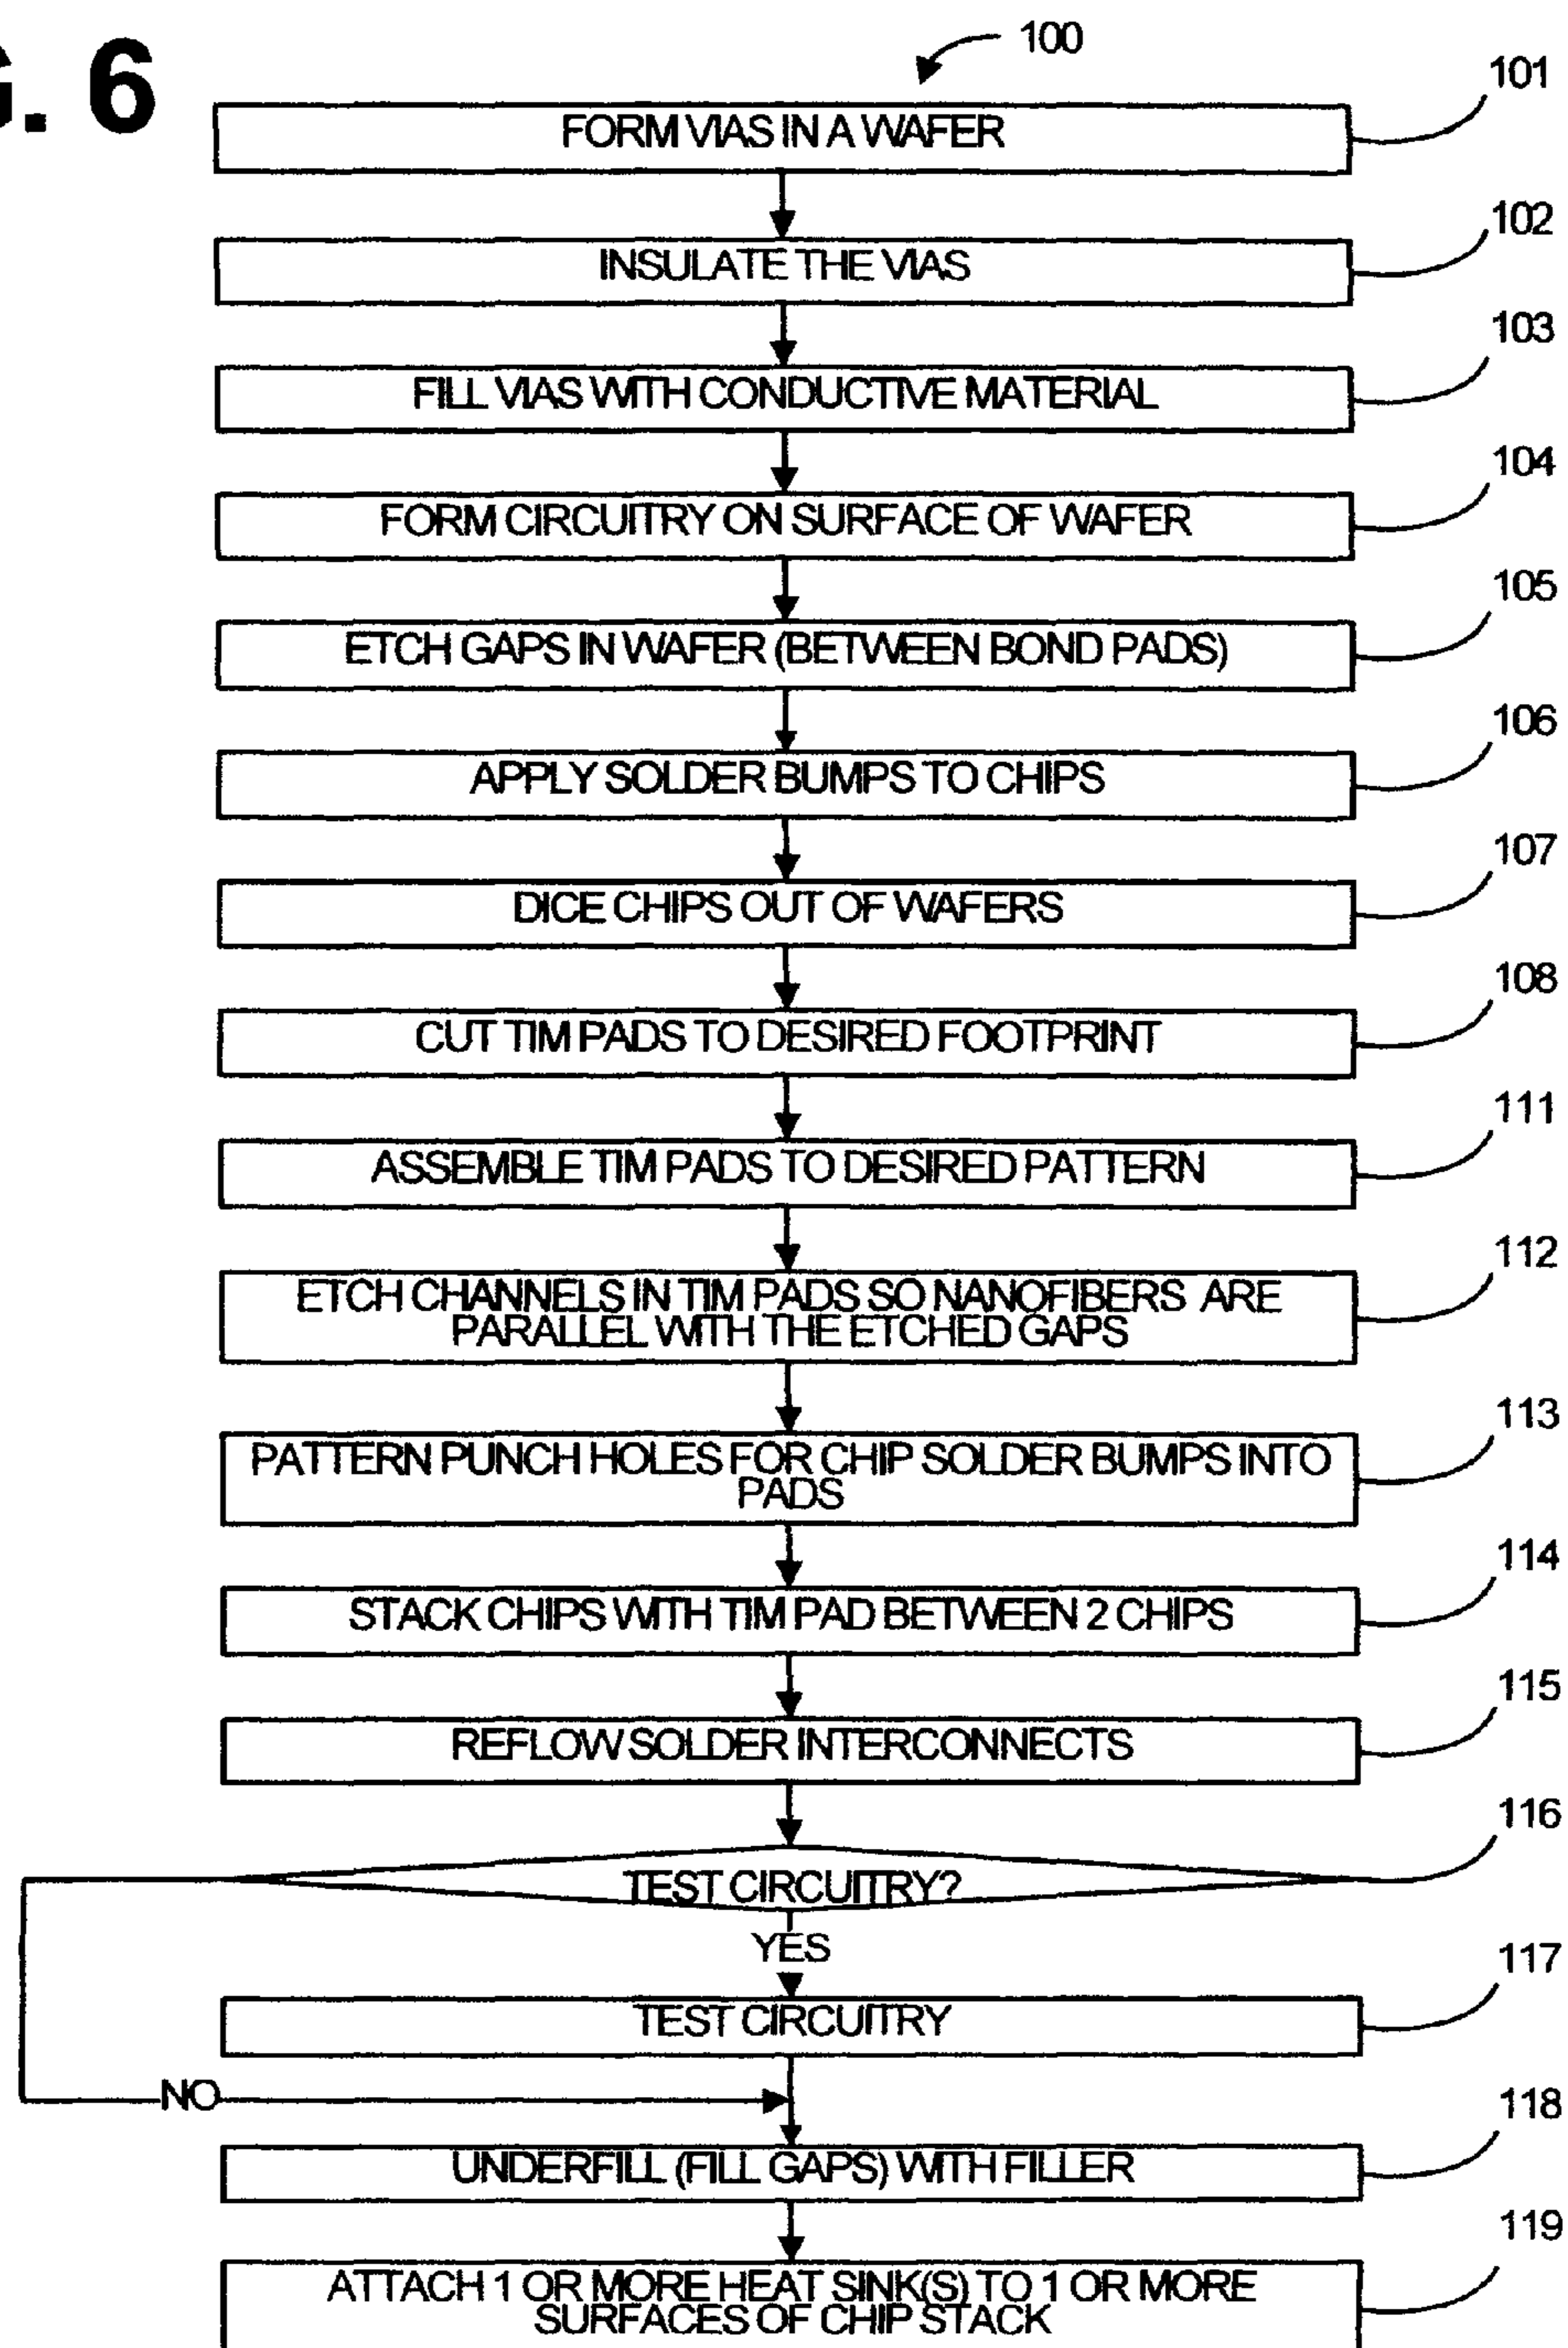 G. 6
100
101
FORM VIAS IN A WAFER
102
INSULATE THE VIAS
103
FILL VIAS WITH CONDUCTIVE MATERIAL
104
FORM CIRCUITRY ON SURFACE OF WAFER
105
ETCH GAPS IN WAFER (BETWEEN BOND PADS)
106
APPLY SOLDER BUMPS TO CHIPS
107
DICE CHIPS OUT OF WAFERS
108
CUT TIM PADS TO DESIRED FOOTPRINT
111
ASSEMBLE TIM PADS TO DESIRED PATTERN
112
ETCH CHANNELS IN TIM PADS SO NANOFIBERS ARE
PARALLEL WITH THE ETCHED GAPS
113
PATTERN PUNCH HOLES FOR CHIP SOLDER BUMPS INTO
PADS
114
STACK CHIPS WITH TIM PAD BETWEEN 2 CHIPS
115
REFLOW SOLDER INTERCONNECTS
116
TEST CIRCUITRY?
YES
117
TEST CIRCUITRY
NO
118
UNDERFILL (FILL GAPS) WITH FILLER
119
ATTACH 1 OR MORE HEAT SINK(S) TO 1 OR MORE
SURFACES OF CHIP STACK